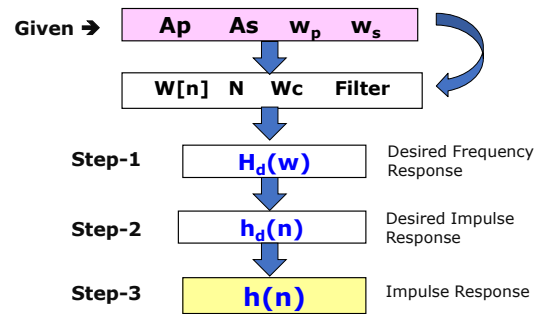 Given ➔ Ap As wp ws
W[n] N Wc Filter
Step-1 Hd(w) Desired Frequency
Response
Step-2 hd(n) Desired Impulse
Response
Step-3 h(n) Impulse Response